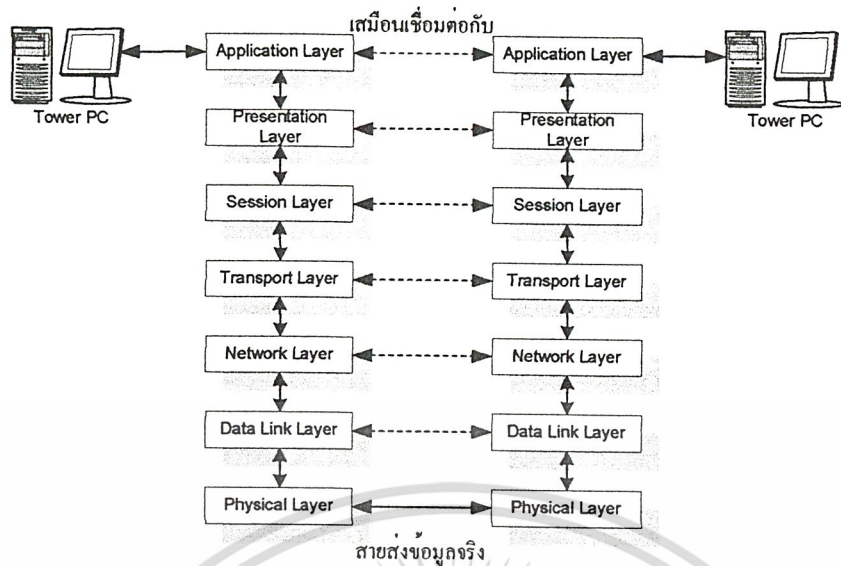 เสมือนเชื่อมต่อกับ
Tower PC
Application Layer
Application Layer
Tower PC
Presentation
Layer
Presentation
Layer
Session Layer
Session Layer
Transport Layer
Transport Layer
Network Layer
Network Layer
Data Link Layer
Data Link Layer
Physical Layer
Physical Layer
สายส่งข้อมูลจริง